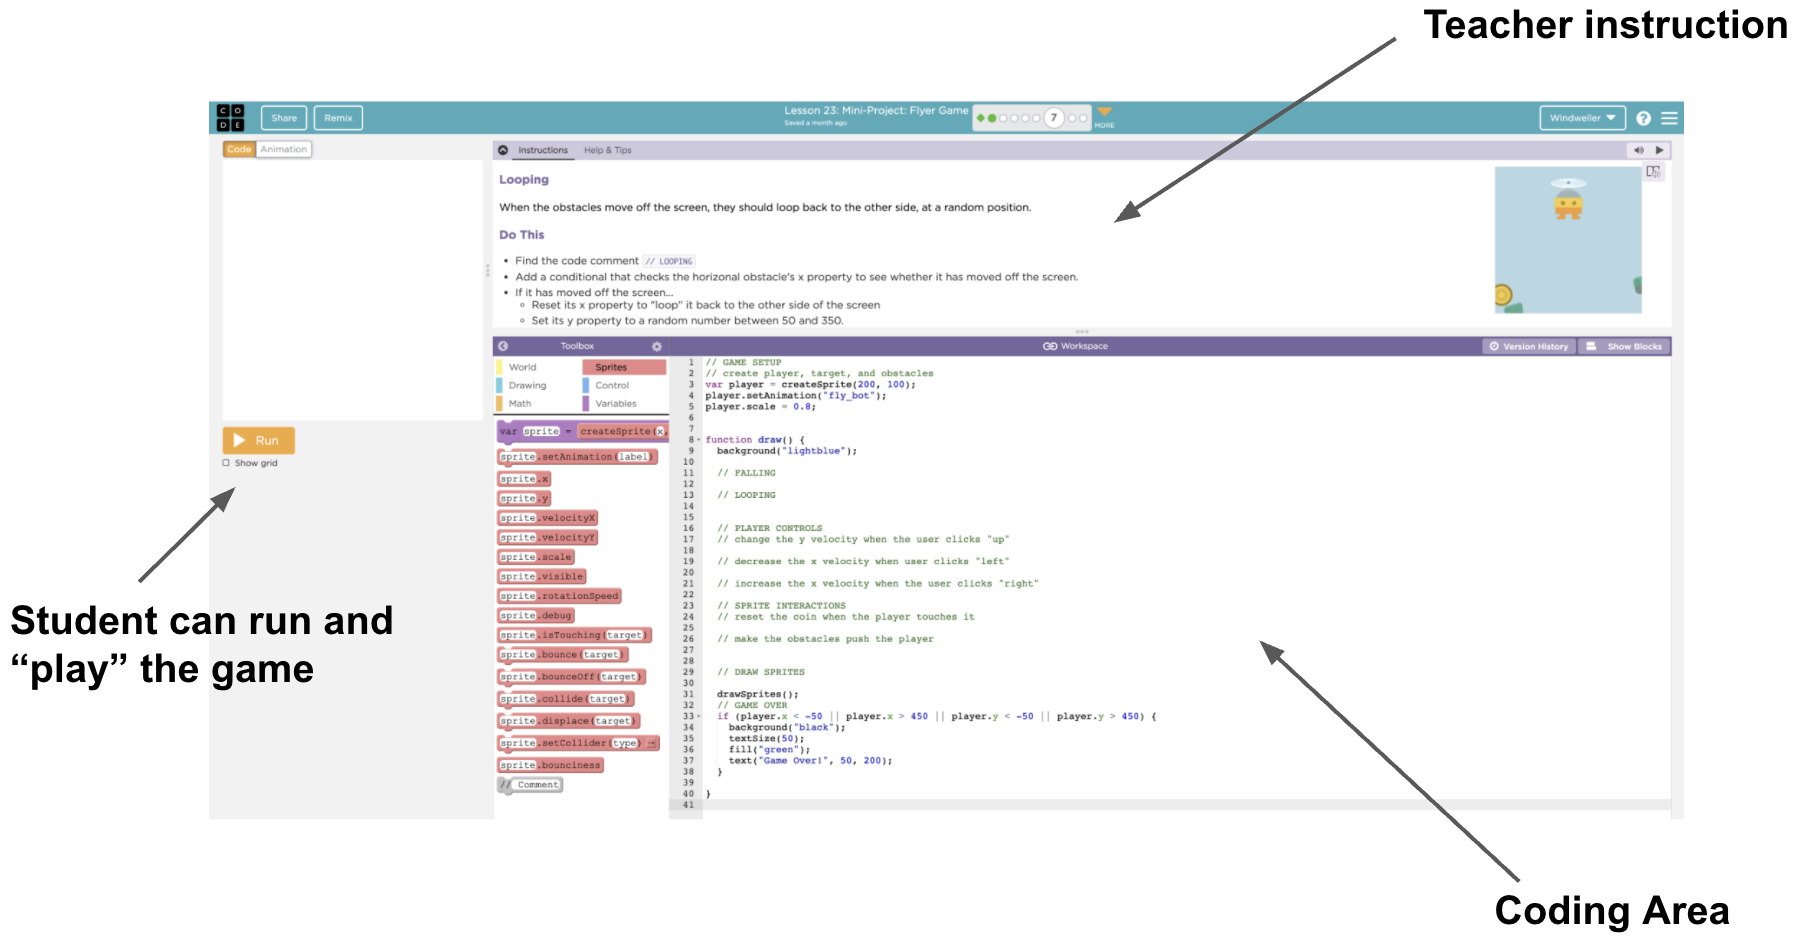 Teacher instruction
C O
D E
Share
Remix
Lesson 23: Mini-Project: Flyer Game
Saved a month ago
7
MORE
Windweller
?
Code
Animation
Instructions
Help & Tips
Looping
When the obstacles move off the screen, they should loop back to the other side, at a random position.
Do This
• Find the code comment // LOOPING
• Add a conditional that checks the horizonal obstacle's x property to see whether it has moved off the screen.
• If it has moved off the screen...
Reset its x property to "loop" it back to the other side of the screen
Set its y property to a random number between 50 and 350.
Run
Show grid
Student can run and
“play” the game
Toolbox
Workspace
Version History
Show Blocks
World
Sprites
Drawing
Control
Math
Variables
var sprite = createSprite(x,
sprite.setAnimation(label)
sprite.x
sprite.y
sprite.velocityX
sprite.velocityY
sprite.scale
sprite.visible
sprite.rotationSpeed
sprite.debug
sprite.isTouching(target)
sprite.bounce(target)
sprite.bounceOff(target)
sprite.collide(target)
sprite.displace(target)
sprite.setCollider(type)
sprite.bounciness
// Comment
1 // GAME SETUP
2 // create player, target, and obstacles
3 var player = createSprite(200, 100);
4 player.setAnimation("fly_bot");
5 player.scale = 0.8;
6
7
8 function draw() {
9 background("lightblue");
10
11 // FALLING
12
13 // LOOPING
14
15
16 // PLAYER CONTROLS
17 // change the y velocity when the user clicks "up"
18
19 // decrease the x velocity when user clicks "left"
20
21 // increase the x velocity when the user clicks "right"
22
23 // SPRITE INTERACTIONS
24 // reset the coin when the player touches it
25
26 // make the obstacles push the player
27
28
29 // DRAW SPRITES
30
31 drawSprites();
32 // GAME OVER
33 if (player.x < -50 || player.x > 450 || player.y < -50 || player.y > 450) {
34 background("black");
35 textSize(50);
36 fill("green");
37 text("Game Over!", 50, 200);
38 }
39
40 }
41
Coding Area